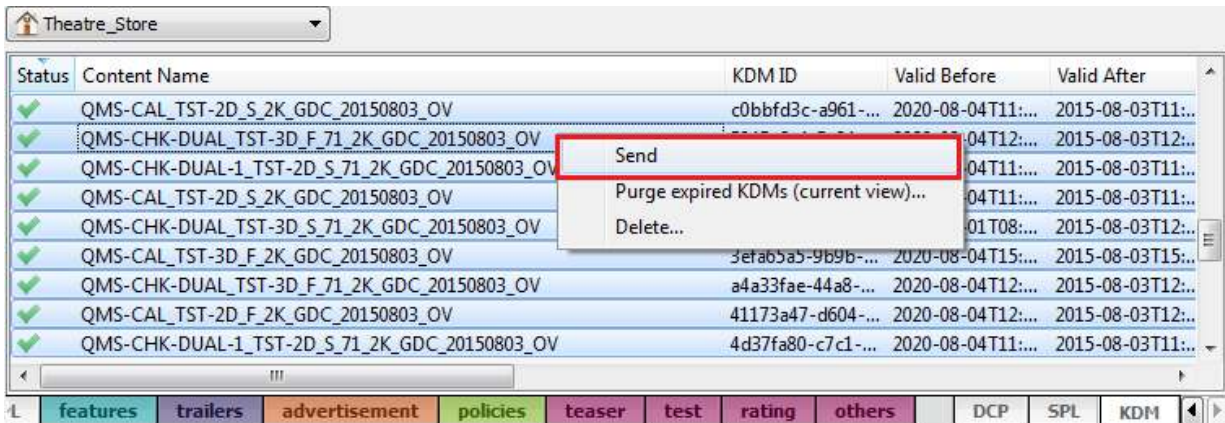 Theatre_Store
Status Content Name KDM ID Valid Before Valid After
QMS-CAL_TST-2D_S_2K_GDC_20150803_OV c0bbfd3c-a961-... 2020-08-04T11:... 2015-08-03T11:...
QMS-CHK-DUAL_TST-3D_F_71_2K_GDC_20150803_OV -04T12:... 2015-08-03T12:...
Send
QMS-CHK-DUAL-1_TST-2D_S_71_2K_GDC_20150803_OV -04T11:... 2015-08-03T11:...
QMS-CAL_TST-2D_S_2K_GDC_20150803_OV Purge expired KDMs (current view)... -04T11:... 2015-08-03T11:...
QMS-CHK-DUAL_TST-3D_S_71_2K_GDC_20150803_OV Delete... -01T08:... 2015-08-03T12:...
QMS-CAL_TST-3D_F_2K_GDC_20150803_OV 3efa65a5-9b9b-... 2020-08-04T15:... 2015-08-03T15:...
QMS-CHK-DUAL_TST-3D_F_71_2K_GDC_20150803_OV a4a33fae-44a8-... 2020-08-04T12:... 2015-08-03T12:...
QMS-CAL_TST-2D_F_2K_GDC_20150803_OV 41173a47-d604-... 2020-08-04T12:... 2015-08-03T12:...
QMS-CHK-DUAL-1_TST-2D_S_71_2K_GDC_20150803_OV 4d37fa80-c7c1-... 2020-08-04T11:... 2015-08-03T11:...
L features trailers advertisement policies teaser test rating others DCP SPL KDM